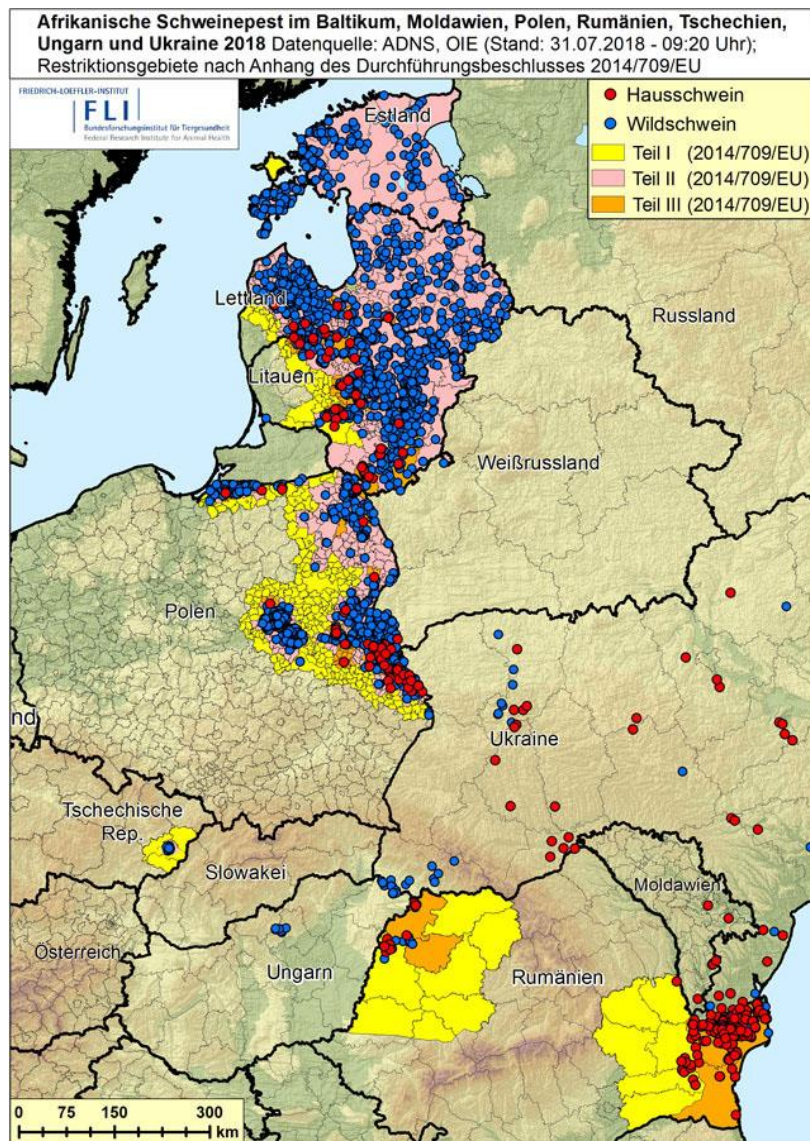 Afrikanische Schweinepest im Baltikum, Moldawien, Polen, Rumänien, Tschechien,
Ungarn und Ukraine 2018 Datenquelle: ADNS, OIE (Stand: 31.07.2018 - 09:20 Uhr);
Restriktionsgebiete nach Anhang des Durchführungsbeschlusses 2014/709/EU
FRIEDRICH-LOEFFLER-INSTITUT
FLI
Bundesforschungsinstitut für Tiergesundheit
Federal Research Institute for Animal Health
Hausschwein
Wildschwein
Teil I (2014/709/EU)
Teil II (2014/709/EU)
Teil III (2014/709/EU)
Estland
Lettland
Russland
Litauen
Weißrussland
Polen
nd
Ukraine
Tschechische
Rep.
Slowakei
Moldawien
Österreich
Ungarn
Rumänien
0 75 150 300
km